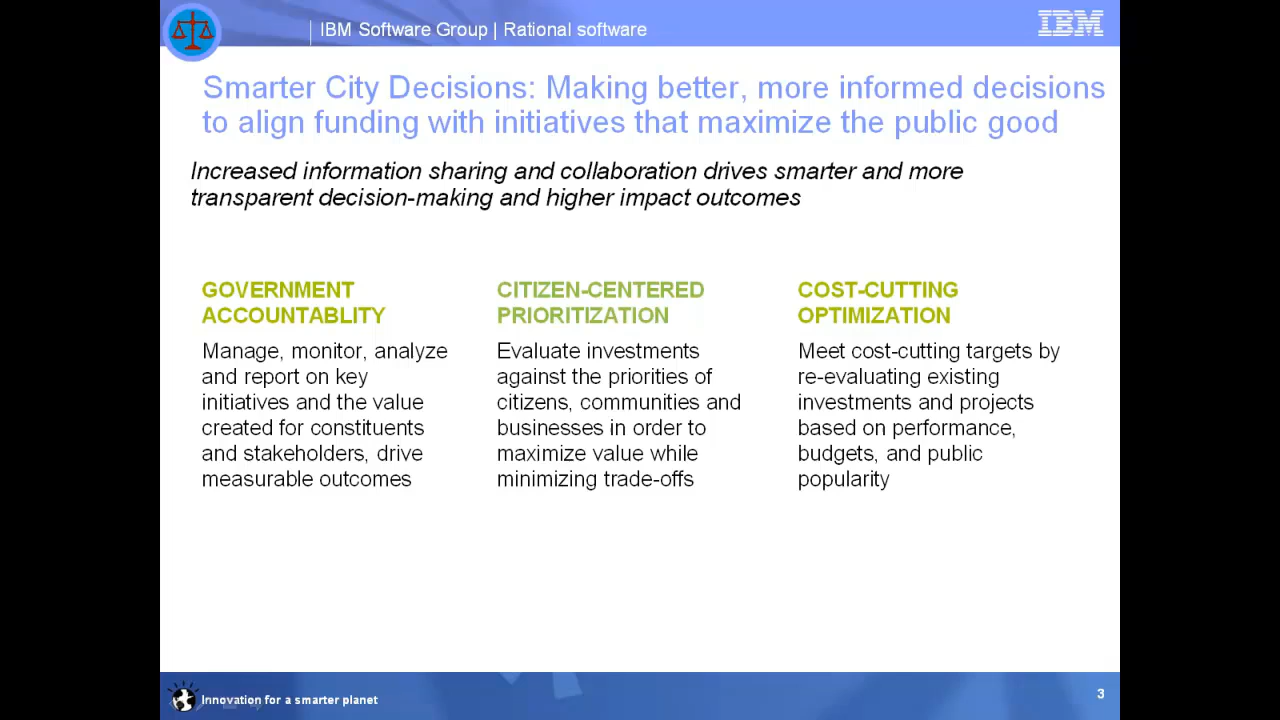 IBM Software Group | Rational software
IBM
Smarter City Decisions: Making better, more informed decisions
to align funding with initiatives that maximize the public good
Increased information sharing and collaboration drives smarter and more
transparent decision-making and higher impact outcomes
GOVERNMENT
ACCOUNTABLITY
Manage, monitor, analyze
and report on key
initiatives and the value
created for constituents
and stakeholders, drive
measurable outcomes
CITIZEN-CENTERED
PRIORITIZATION
Evaluate investments
against the priorities of
citizens, communities and
businesses in order to
maximize value while
minimizing trade-offs
COST-CUTTING
OPTIMIZATION
Meet cost-cutting targets by
re-evaluating existing
investments and projects
based on performance,
budgets, and public
popularity
Innovation for a smarter planet
3